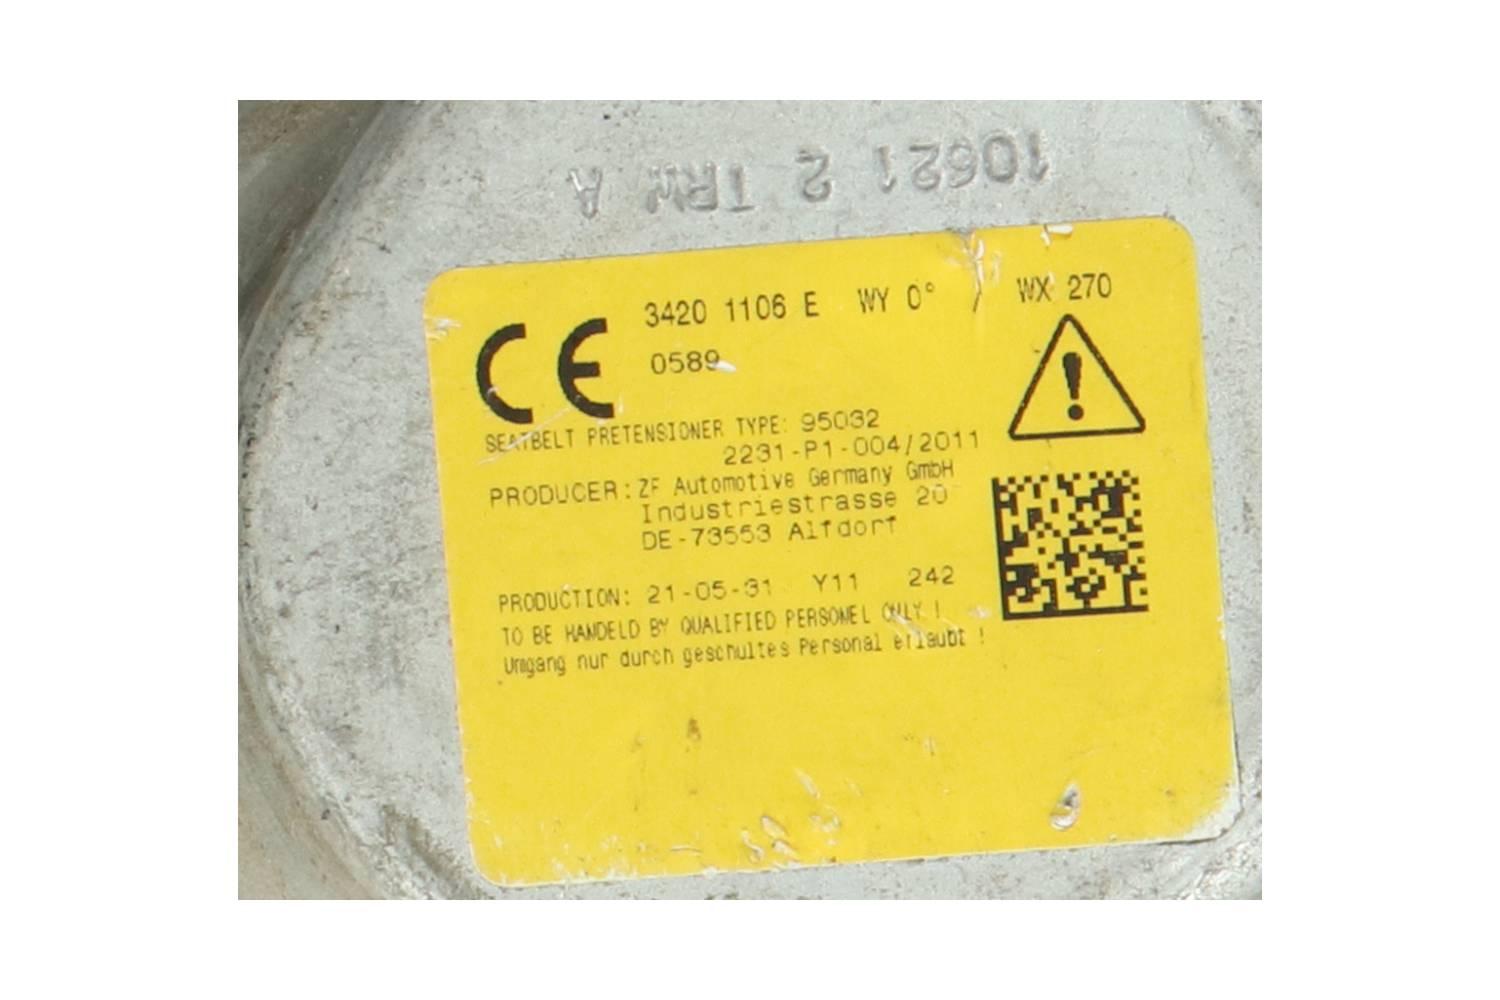 10621 2 TRW A
3420 1106 E WY 0° / WX 270
CE 0589
SEATBELT PRETENSIONER TYPE: 95032
2231-P1-004/2011
PRODUCER: ZF Automotive Germany GmbH
Industriestrasse 20
DE-73553 Alfdorf
PRODUCTION: 21-05-31 Y11 242
TO BE HANDELD BY QUALIFIED PERSONEL ONLY !
Umgang nur durch geschultes Personal erlaubt !